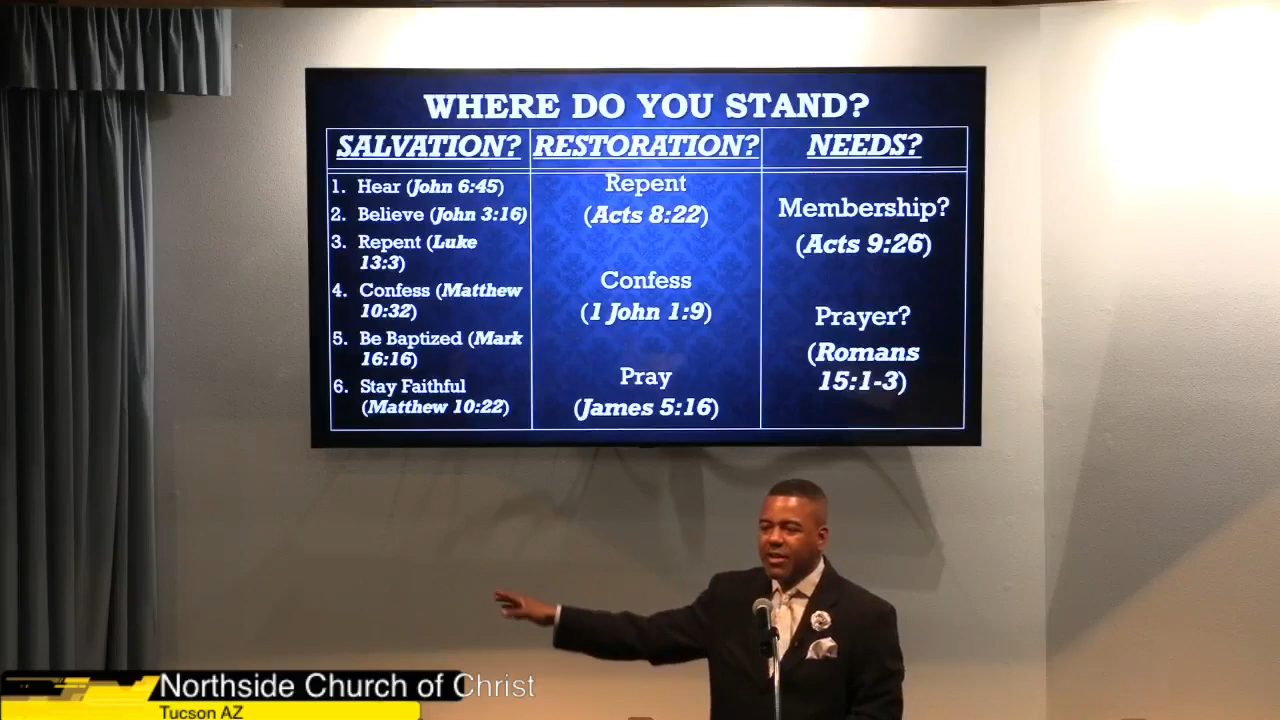 WHERE DO YOU STAND?
SALVATION?
1. Hear (John 6:45)
2. Believe (John 3:16)
3. Repent (Luke
13:3)
4. Confess (Matthew
10:32)
5. Be Baptized (Mark
16:16)
6. Stay Faithful
(Matthew 10:22)
RESTORATION?
Repent
(Acts 8:22)
Confess
(1 John 1:9)
Pray
(James 5:16)
NEEDS?
Membership?
(Acts 9:26)
Prayer?
(Romans
15:1-3)
Northside Church of Christ
Tucson AZ